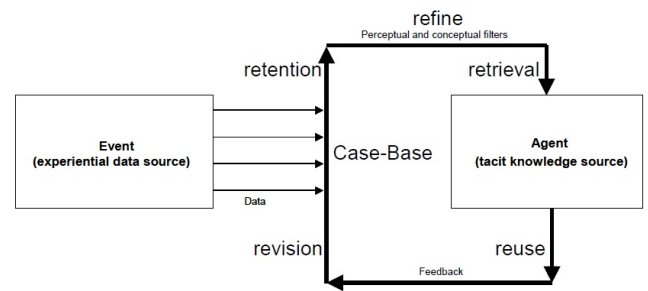 refine
Perceptual and conceptual filters
retention
retrieval
Event
(experiential data source)
Case-Base
Agent
(tacit knowledge source)
Data
revision
reuse
Feedback